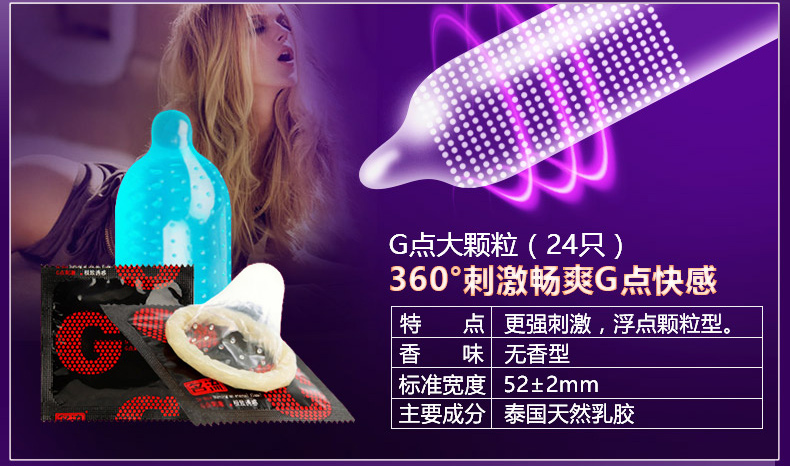 G点大颗粒（24只）
360°刺激畅爽G点快感
特 点 更强刺激，浮点颗粒型。
香 味 无香型
标准宽度 52±2mm
主要成分 泰国天然乳胶
G
G